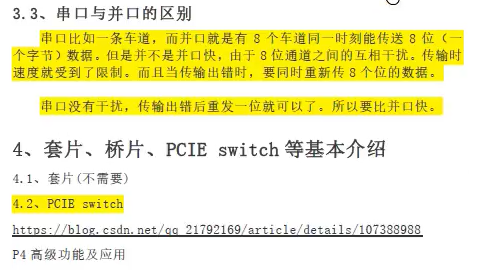 3.3、串口与并口的区别
串口比如一条车道，而并口就是有 8 个车道同一时刻能传送 8 位（一
个字节）数据。但是并不是并口快，由于 8 位通道之间的互相干扰。传输时
速度就受到了限制。而且当传输出错时，要同时重新传 8 个位的数据。
串口没有干扰，传输出错后重发一位就可以了。所以要比并口快。
4、套片、桥片、PCIE switch 等基本介绍
4.1、套片(不需要)
4.2、PCIE switch
https://blog.csdn.net/qq_21792169/article/details/107388988
P4 高级功能及应用